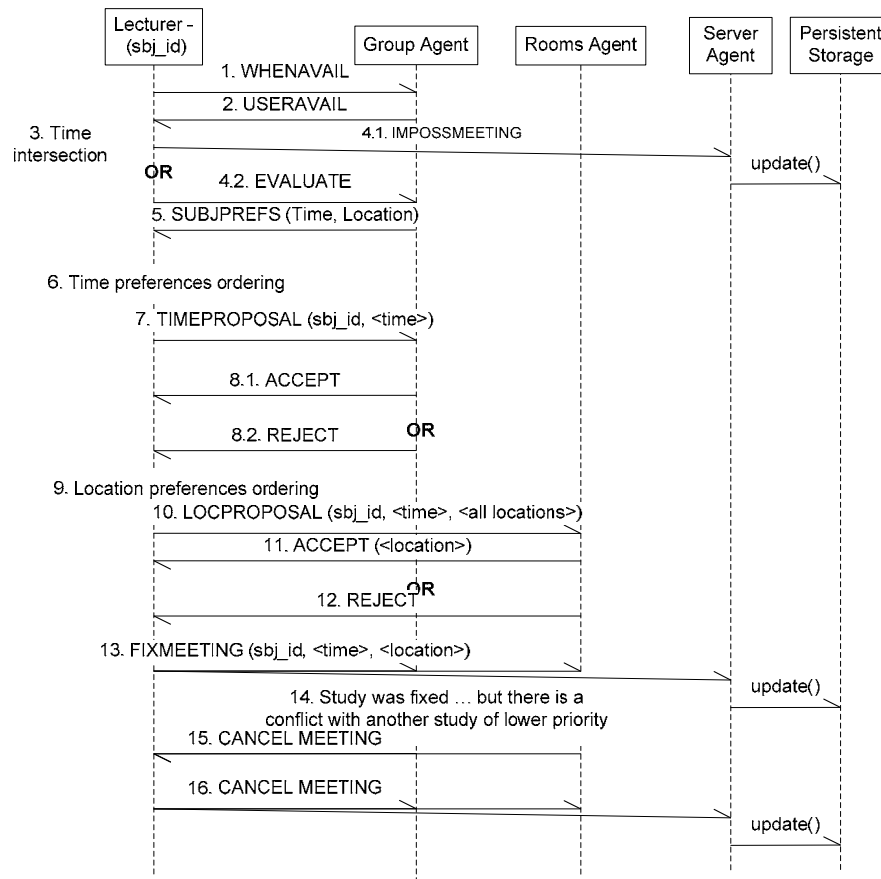 Lecturer –
(sbj_id)
Group Agent
Rooms Agent
Server
Agent
Persistent
Storage
1. WHENAVAIL
2. USERAVAIL
3. Time
intersection
4.1. IMPOSSMEETING
update()
OR
4.2. EVALUATE
5. SUBJPREFS (Time, Location)
6. Time preferences ordering
7. TIMEPROPOSAL (sbj_id, <time>)
8.1. ACCEPT
OR
8.2. REJECT
9. Location preferences ordering
10. LOCPROPOSAL (sbj_id, <time>, <all locations>)
11. ACCEPT (<location>)
OR
12. REJECT
13. FIXMEETING (sbj_id, <time>, <location>)
update()
14. Study was fixed … but there is a
conflict with another study of lower priority
15. CANCEL MEETING
16. CANCEL MEETING
update()